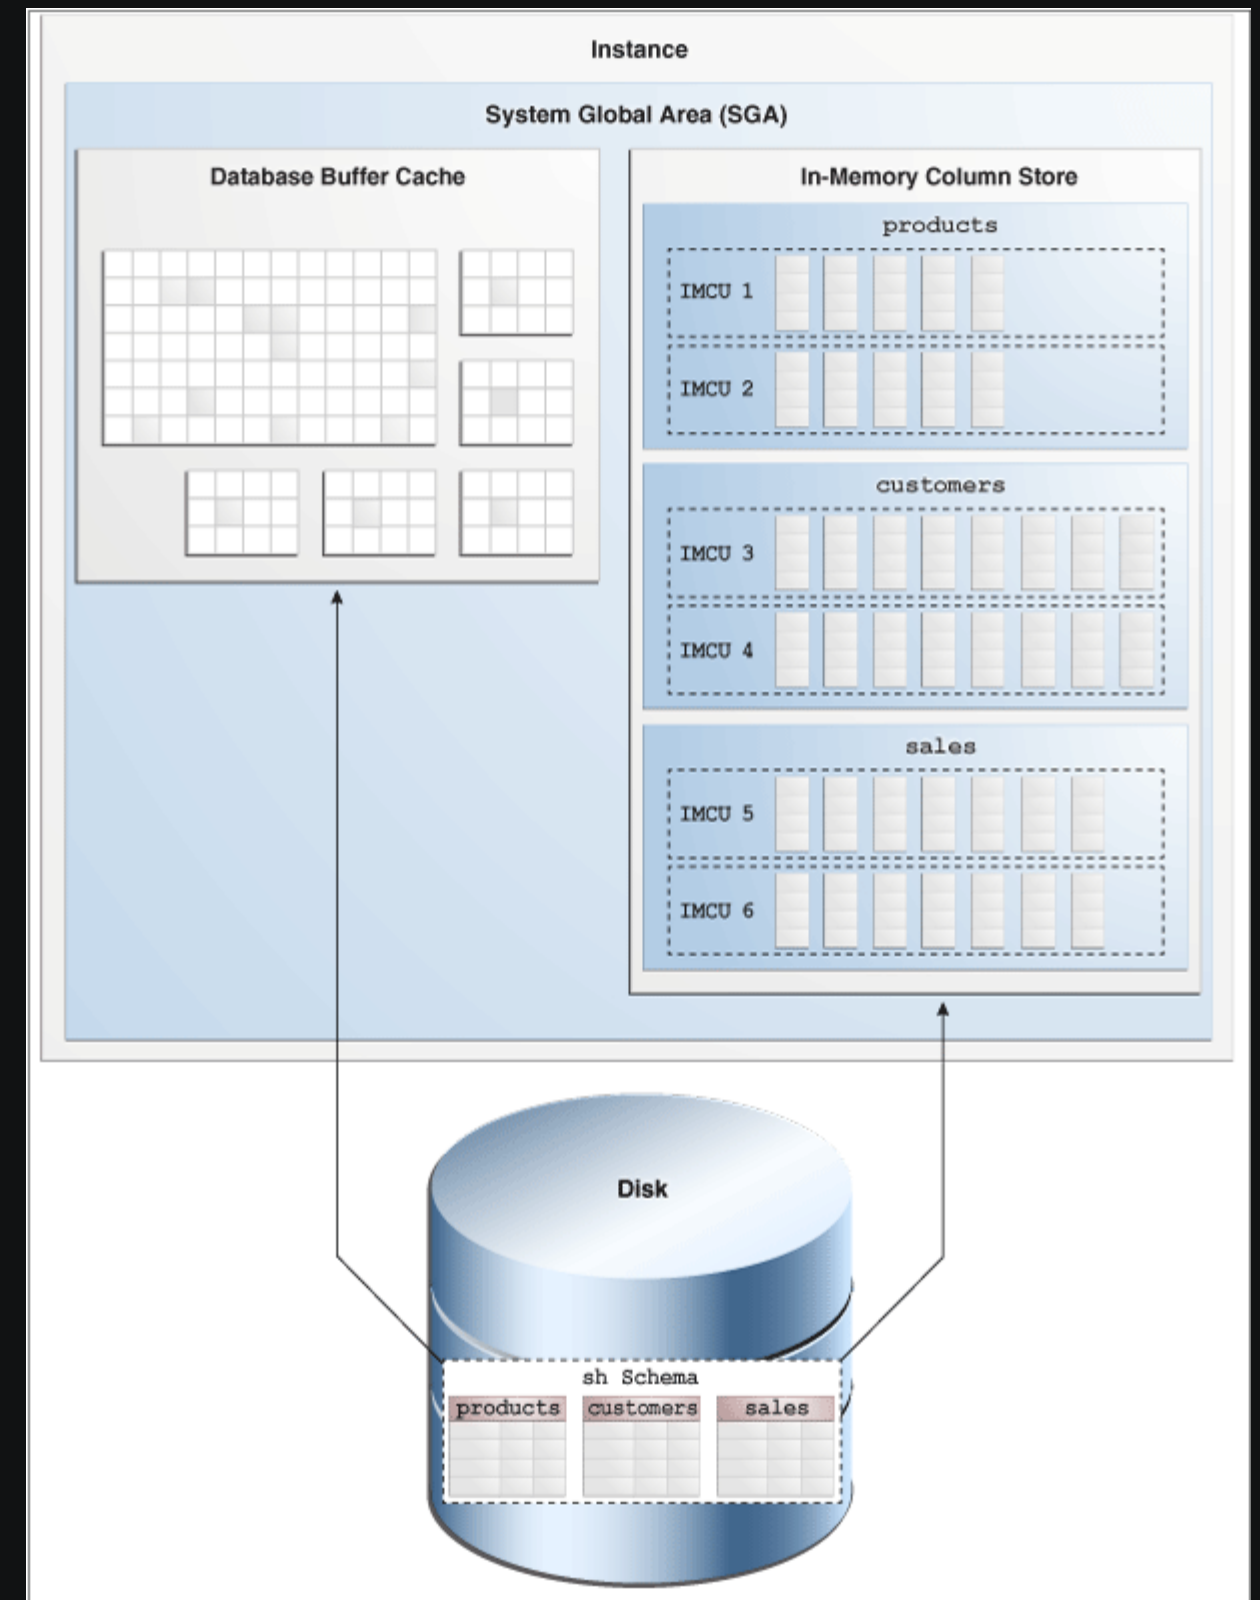 Instance
System Global Area (SGA)
Database Buffer Cache
In-Memory Column Store
products
IMCU 1
IMCU 2
customers
IMCU 3
IMCU 4
sales
IMCU 5
IMCU 6
Disk
sh Schema
products customers sales